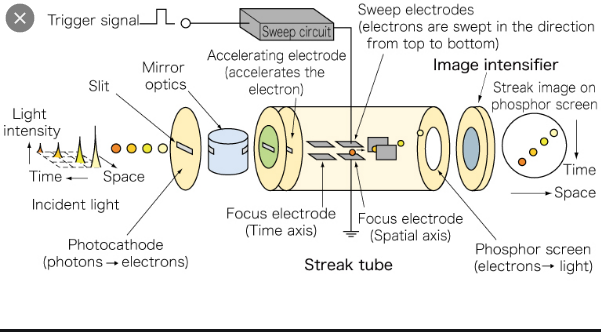 Trigger signal
Sweep circuit
Sweep electrodes
(electrons are swept in the direction
from top to bottom)
Accelerating electrode
(accelerates the
electron)
Image intensifier
Mirror
optics
Slit
Streak image on
phosphor screen
Light
intensity
Time
Space
Incident light
Time
Space
Focus electrode
(Time axis)
Focus electrode
(Spatial axis)
Photocathode
(photons → electrons)
Streak tube
Phosphor screen
(electrons→ light)